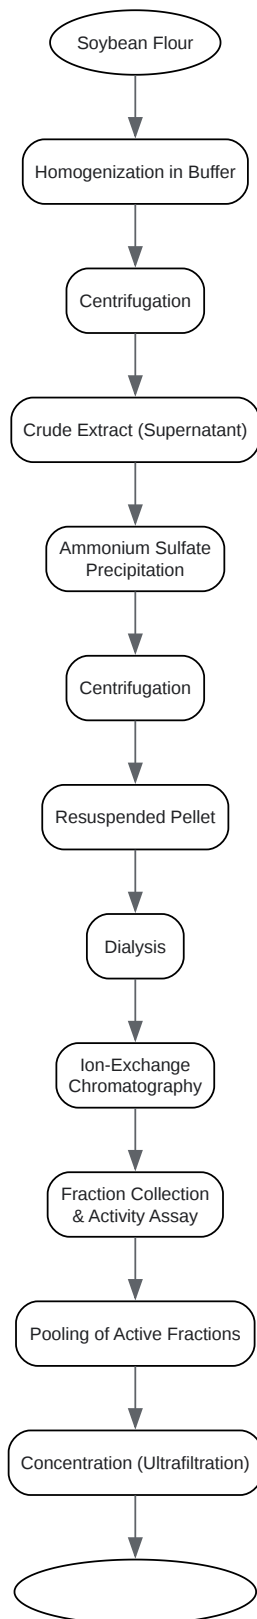 Soybean Flour
Homogenization in Buffer
Centrifugation
Crude Extract (Supernatant)
Ammonium Sulfate
Precipitation
Centrifugation
Resuspended Pellet
Dialysis
Ion-Exchange
Chromatography
Fraction Collection
& Activity Assay
Pooling of Active Fractions
Concentration (Ultrafiltration)